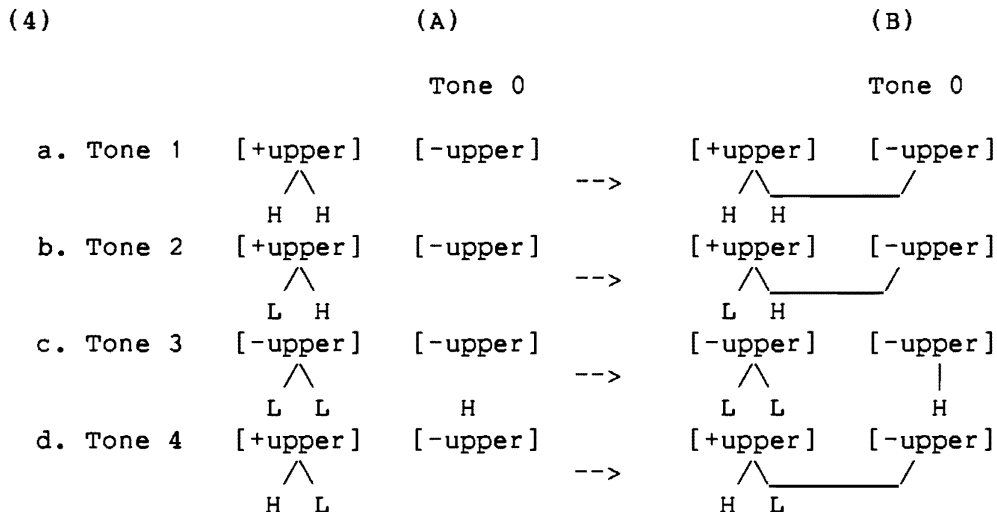 (4) (A) (B)
Tone 0 Tone 0
a. Tone 1 [+upper] [-upper] --> [+upper] [-upper]
H H H H
b. Tone 2 [+upper] [-upper] --> [+upper] [-upper]
L H L H
c. Tone 3 [-upper] [-upper] --> [-upper] [-upper]
L L H L L H
d. Tone 4 [+upper] [-upper] --> [+upper] [-upper]
H L H L